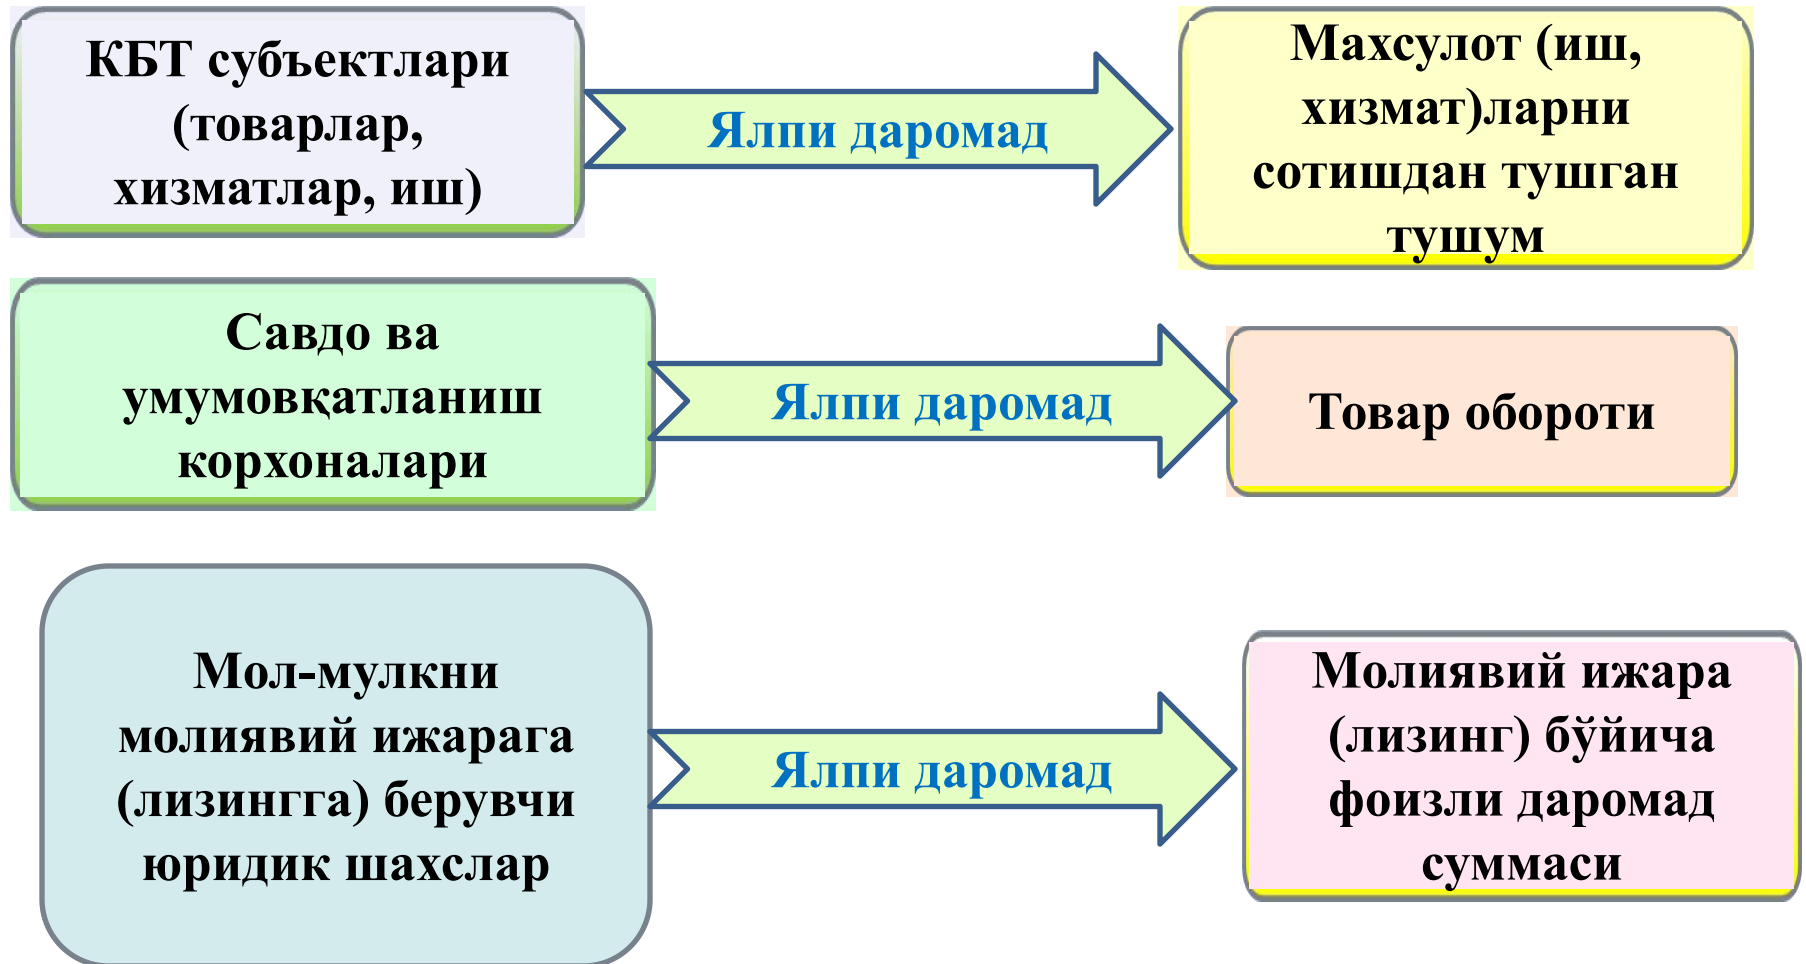 КБТ субъектлари
(товарлар,
хизматлар, иш)
Ялпи даромад
Махсулот (иш,
хизмат)ларни
сотишдан тушган
тушум
Савдо ва
умумовқатланиш
корхоналари
Ялпи даромад
Товар обороти
Мол-мулкни
молиявий ижарага
(лизингга) берувчи
юридик шахслар
Ялпи даромад
Молиявий ижара
(лизинг) бўйича
фоизли даромад
суммаси